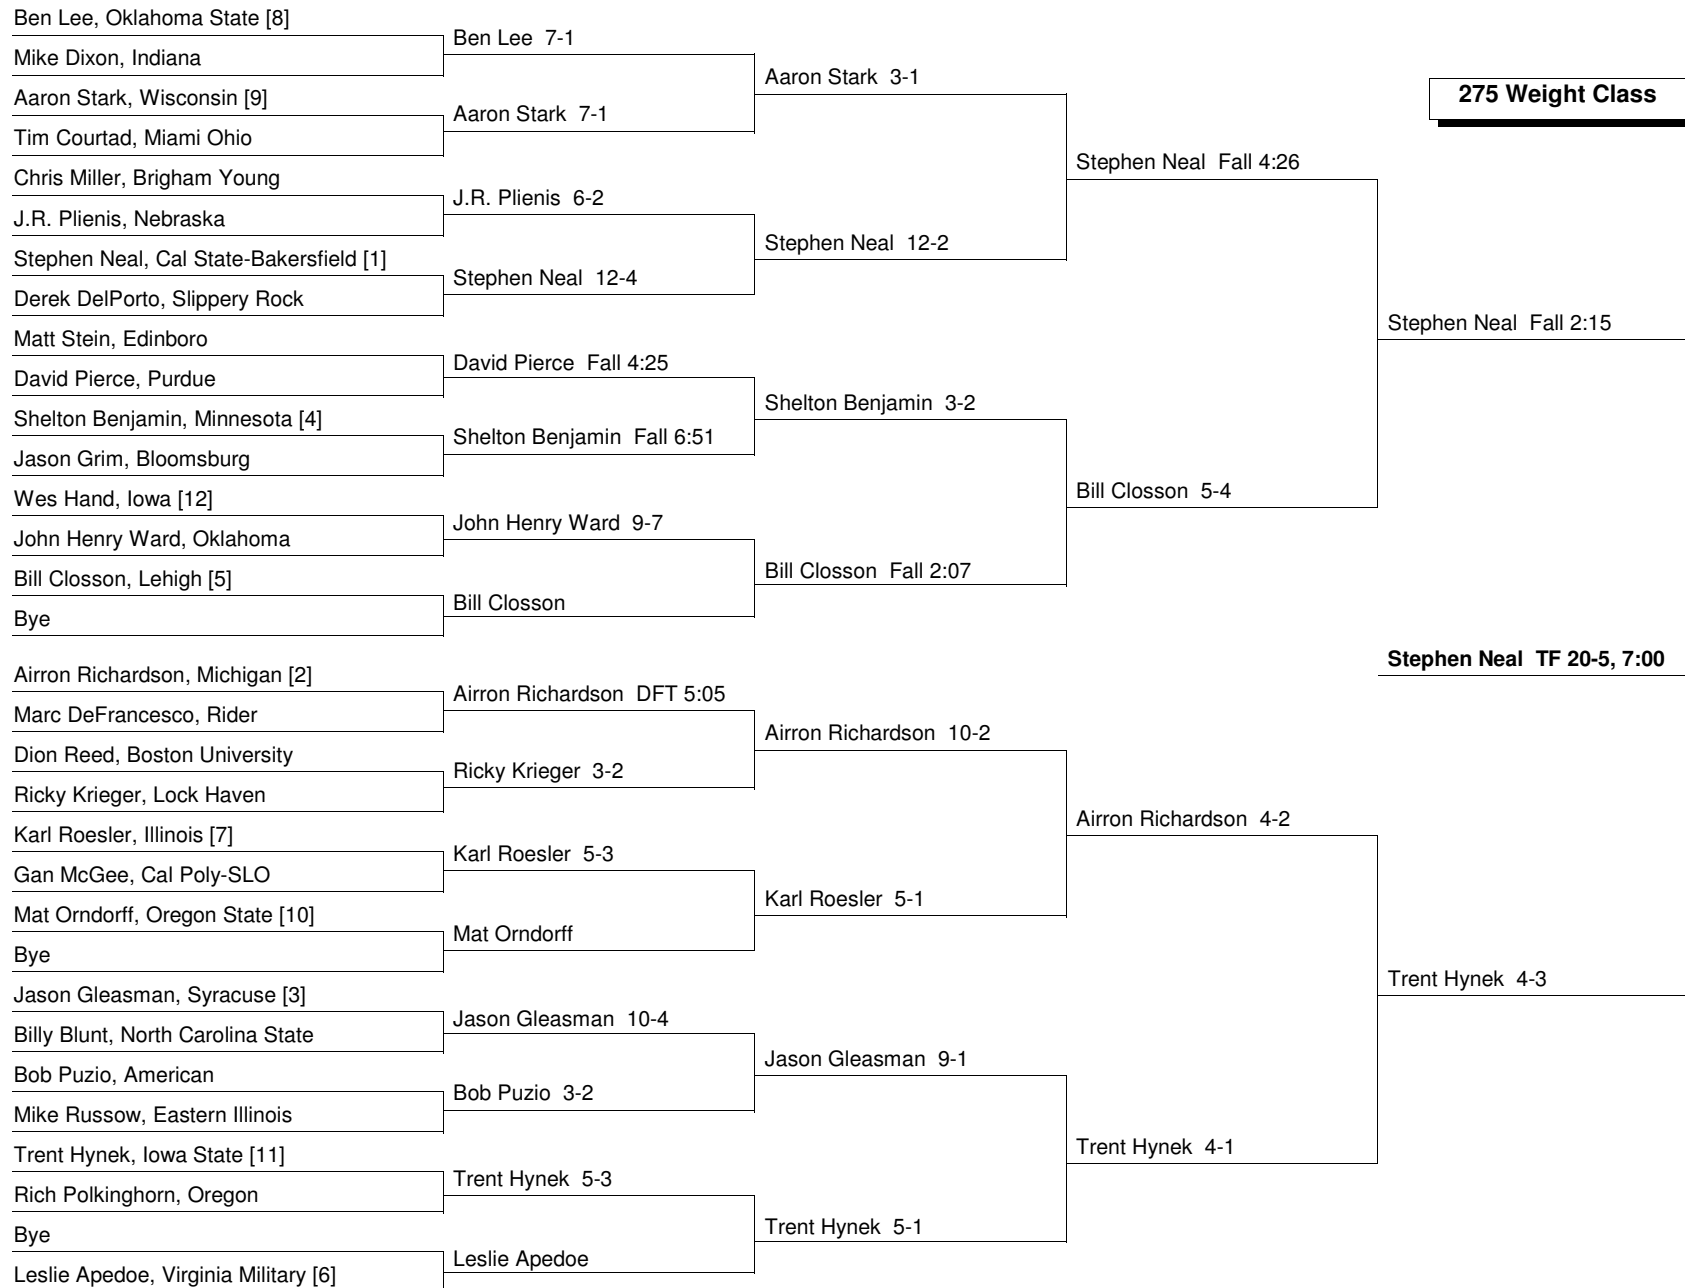 Ben Lee, Oklahoma State [8]
Mike Dixon, Indiana
Aaron Stark, Wisconsin [9]
Tim Courtad, Miami Ohio
Chris Miller, Brigham Young
J.R. Plienis, Nebraska
Stephen Neal, Cal State-Bakersfield [1]
Derek DelPorto, Slippery Rock
Matt Stein, Edinboro
David Pierce, Purdue
Shelton Benjamin, Minnesota [4]
Jason Grim, Bloomsburg
Wes Hand, Iowa [12]
John Henry Ward, Oklahoma
Bill Closson, Lehigh [5]
Bye
Airron Richardson, Michigan [2]
Marc DeFrancesco, Rider
Dion Reed, Boston University
Ricky Krieger, Lock Haven
Karl Roesler, Illinois [7]
Gan McGee, Cal Poly-SLO
Mat Orndorff, Oregon State [10]
Bye
Jason Gleasman, Syracuse [3]
Billy Blunt, North Carolina State
Bob Puzio, American
Mike Russow, Eastern Illinois
Trent Hynek, Iowa State [11]
Rich Polkinghorn, Oregon
Bye
Leslie Apedoe, Virginia Military [6]
Ben Lee 7-1
Aaron Stark 7-1
J.R. Plienis 6-2
Stephen Neal 12-4
David Pierce Fall 4:25
Shelton Benjamin Fall 6:51
John Henry Ward 9-7
Bill Closson
Airron Richardson DFT 5:05
Ricky Krieger 3-2
Karl Roesler 5-3
Mat Orndorff
Jason Gleasman 10-4
Bob Puzio 3-2
Trent Hynek 5-3
Leslie Apedoe
Aaron Stark 3-1
Stephen Neal 12-2
Shelton Benjamin 3-2
Bill Closson Fall 2:07
Airron Richardson 10-2
Karl Roesler 5-1
Jason Gleasman 9-1
Trent Hynek 5-1
Stephen Neal Fall 4:26
Bill Closson 5-4
Airron Richardson 4-2
Trent Hynek 4-1
275 Weight Class
Stephen Neal Fall 2:15
Stephen Neal TF 20-5, 7:00
Trent Hynek 4-3